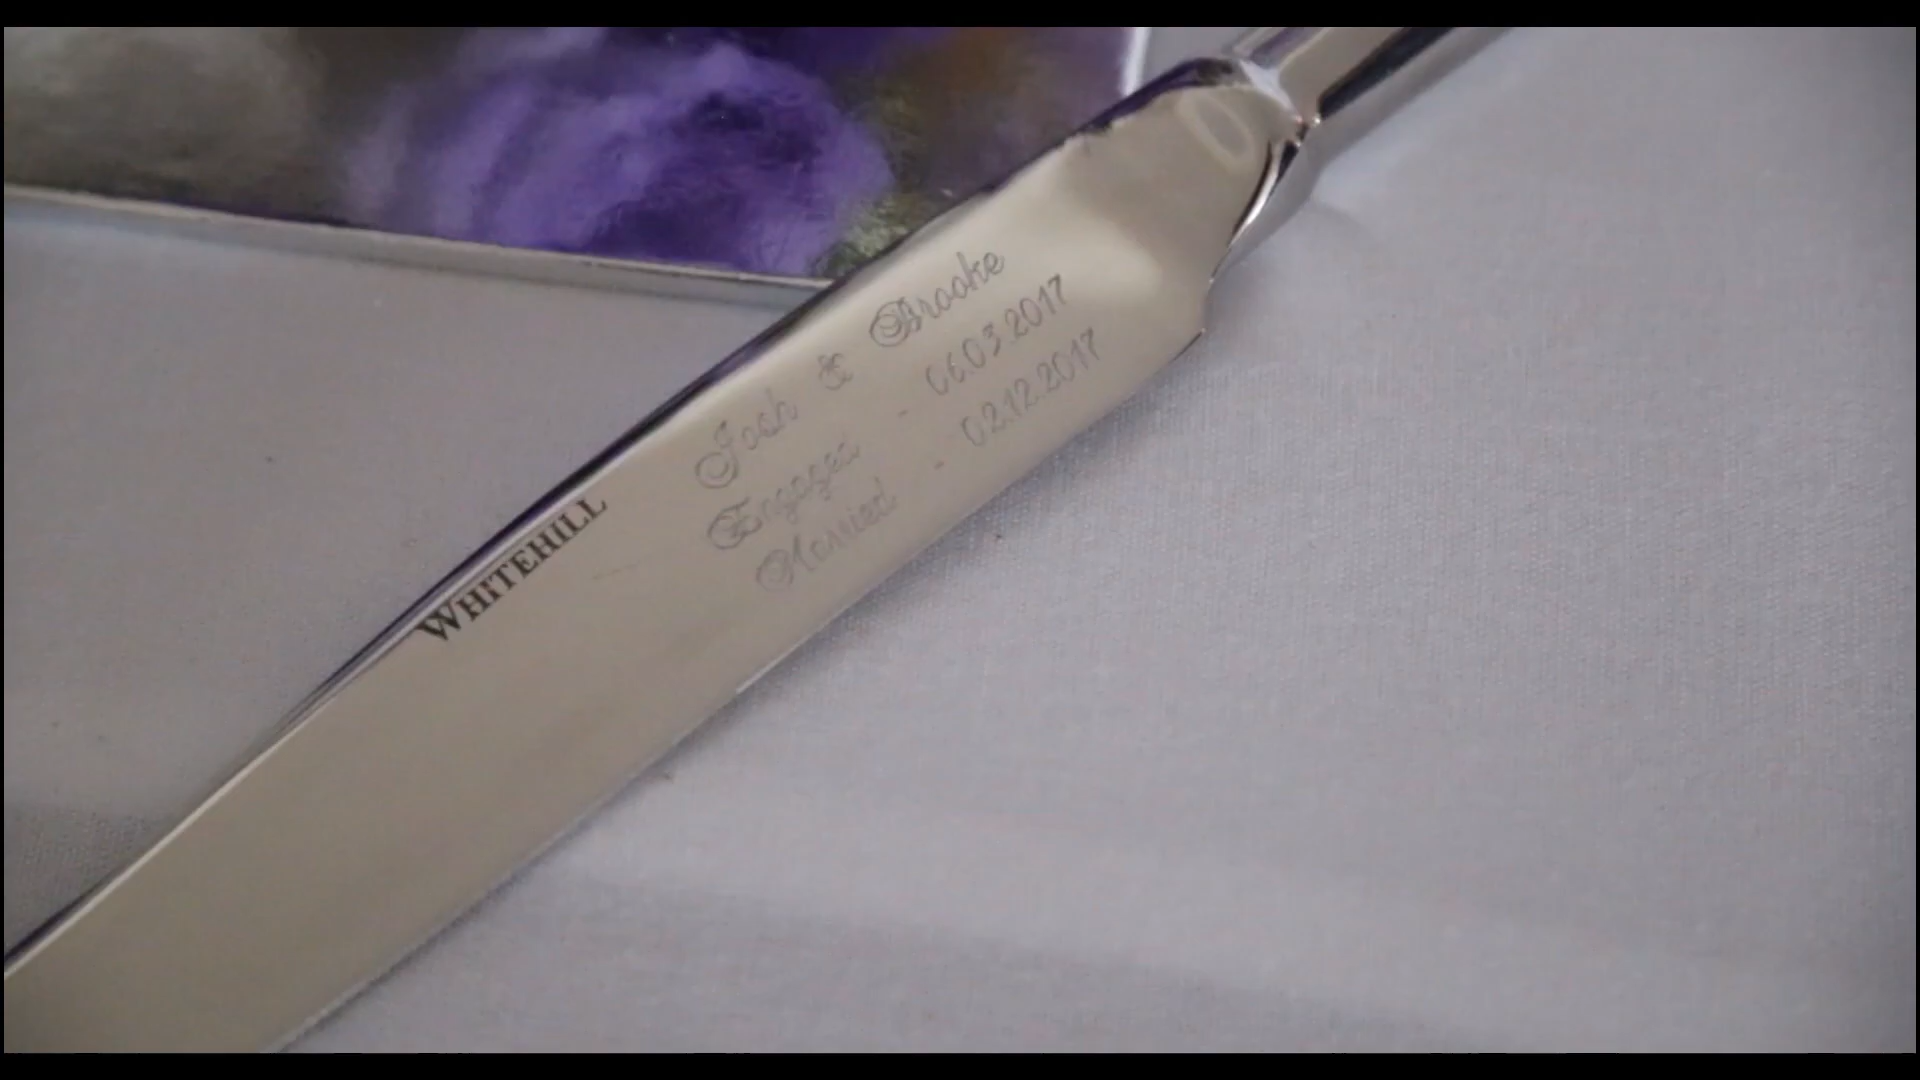 Josh & Brooke
Engaged - 06.03.2017
Married - 02.12.2017
WHITEHILL